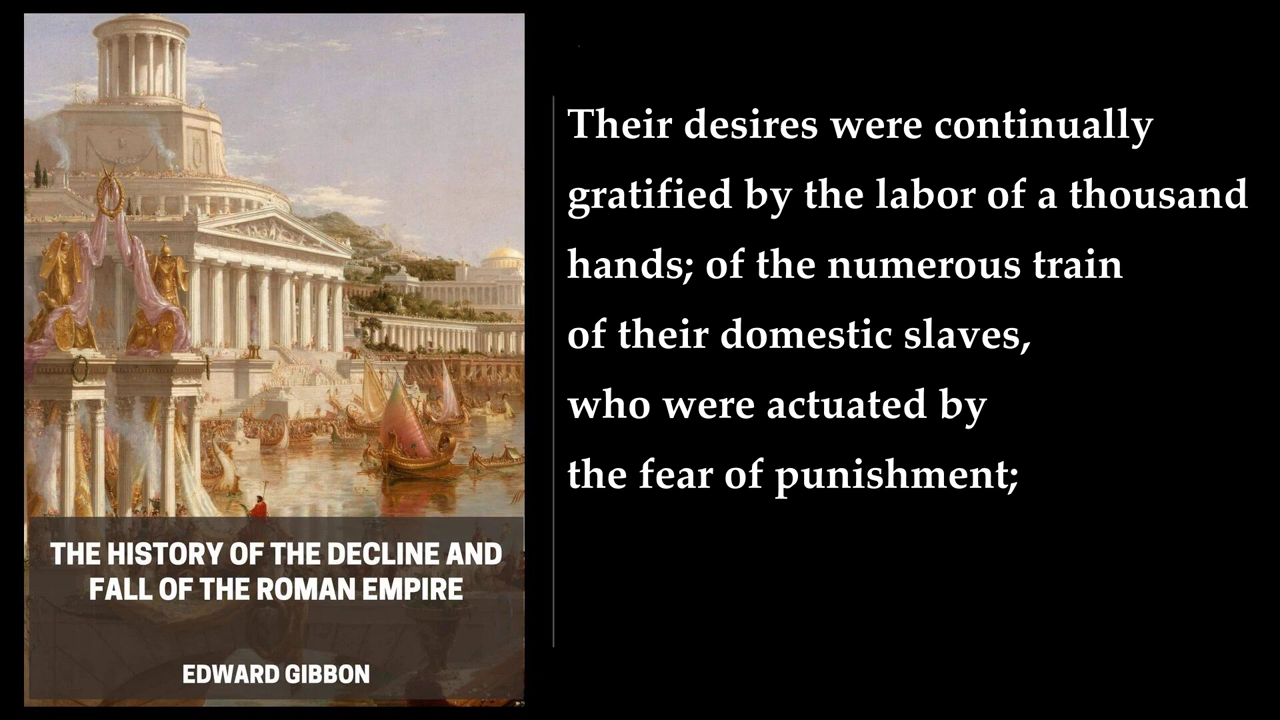 THE HISTORY OF THE DECLINE AND
FALL OF THE ROMAN EMPIRE
EDWARD GIBBON
Their desires were continually
gratified by the labor of a thousand
hands; of the numerous train
of their domestic slaves,
who were actuated by
the fear of punishment;